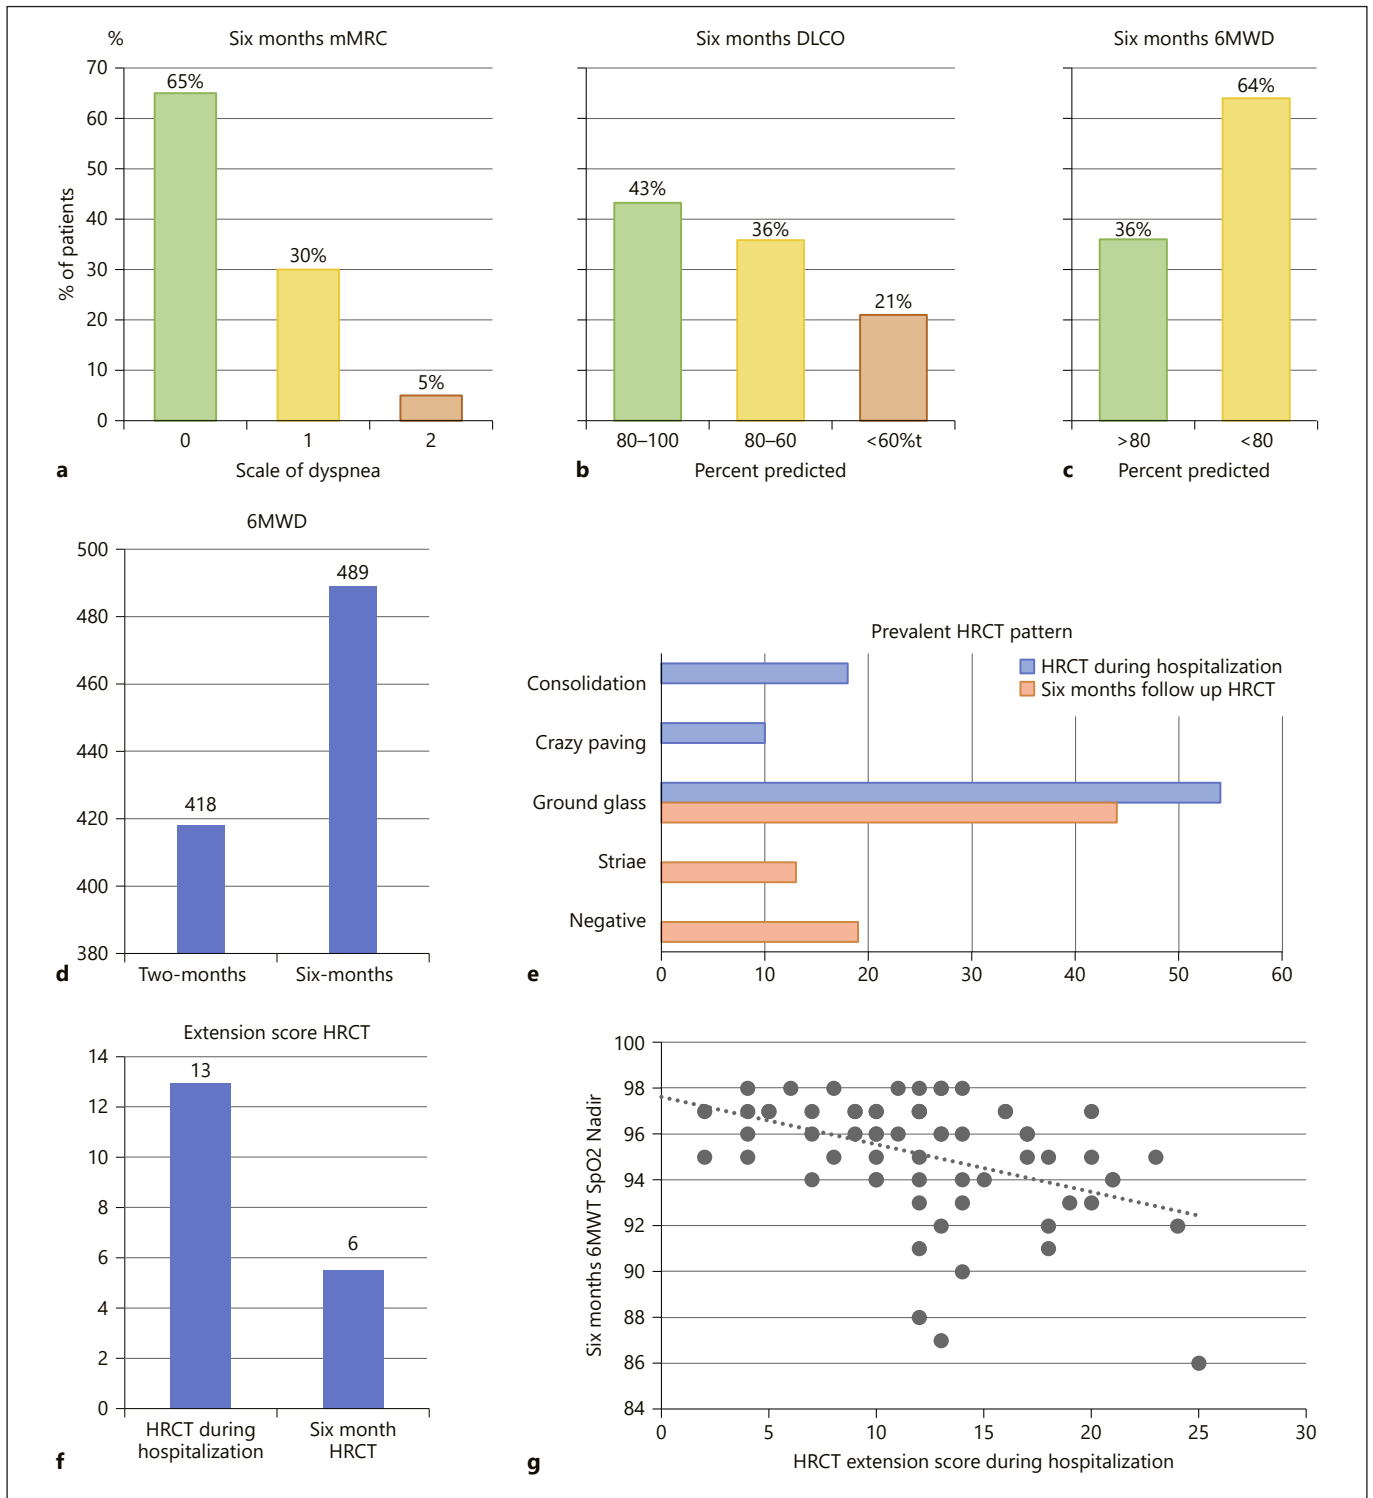 % Six months mMRC
70
60
50
40
30
20
10
0
% of patients
65%
30%
5%
0 1 2
a Scale of dyspnea
Six months DLCO
43%
36%
21%
80–100 80–60 <60%t
b Percent predicted
Six months 6MWD
36%
64%
>80 <80
c Percent predicted
6MWD
500
480
460
440
420
400
380
418
489
Two-months Six-months
d
Prevalent HRCT pattern
HRCT during hospitalization
Six months follow up HRCT
Consolidation
Crazy paving
Ground glass
Striae
Negative
0 10 20 30 40 50 60
e
Extension score HRCT
14
12
10
8
6
4
2
0
13
6
HRCT during
hospitalization
Six month
HRCT
f
100
98
96
94
92
90
88
86
84
Six months 6MWT SpO2 Nadir
0 5 10 15 20 25 30
HRCT extension score during hospitalization
g